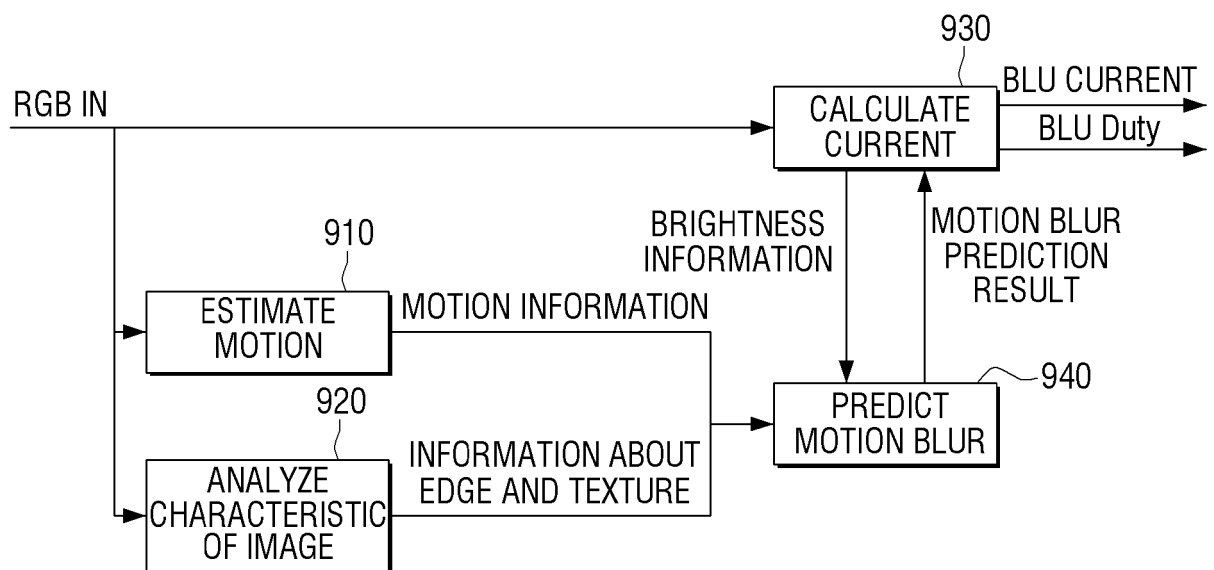 930
RGB IN
CALCULATE
CURRENT
BLU CURRENT
BLU Duty
BRIGHTNESS
INFORMATION
MOTION BLUR
PREDICTION
RESULT
910
ESTIMATE
MOTION
MOTION INFORMATION
920
ANALYZE
CHARACTERISTIC
OF IMAGE
INFORMATION ABOUT
EDGE AND TEXTURE
940
PREDICT
MOTION BLUR